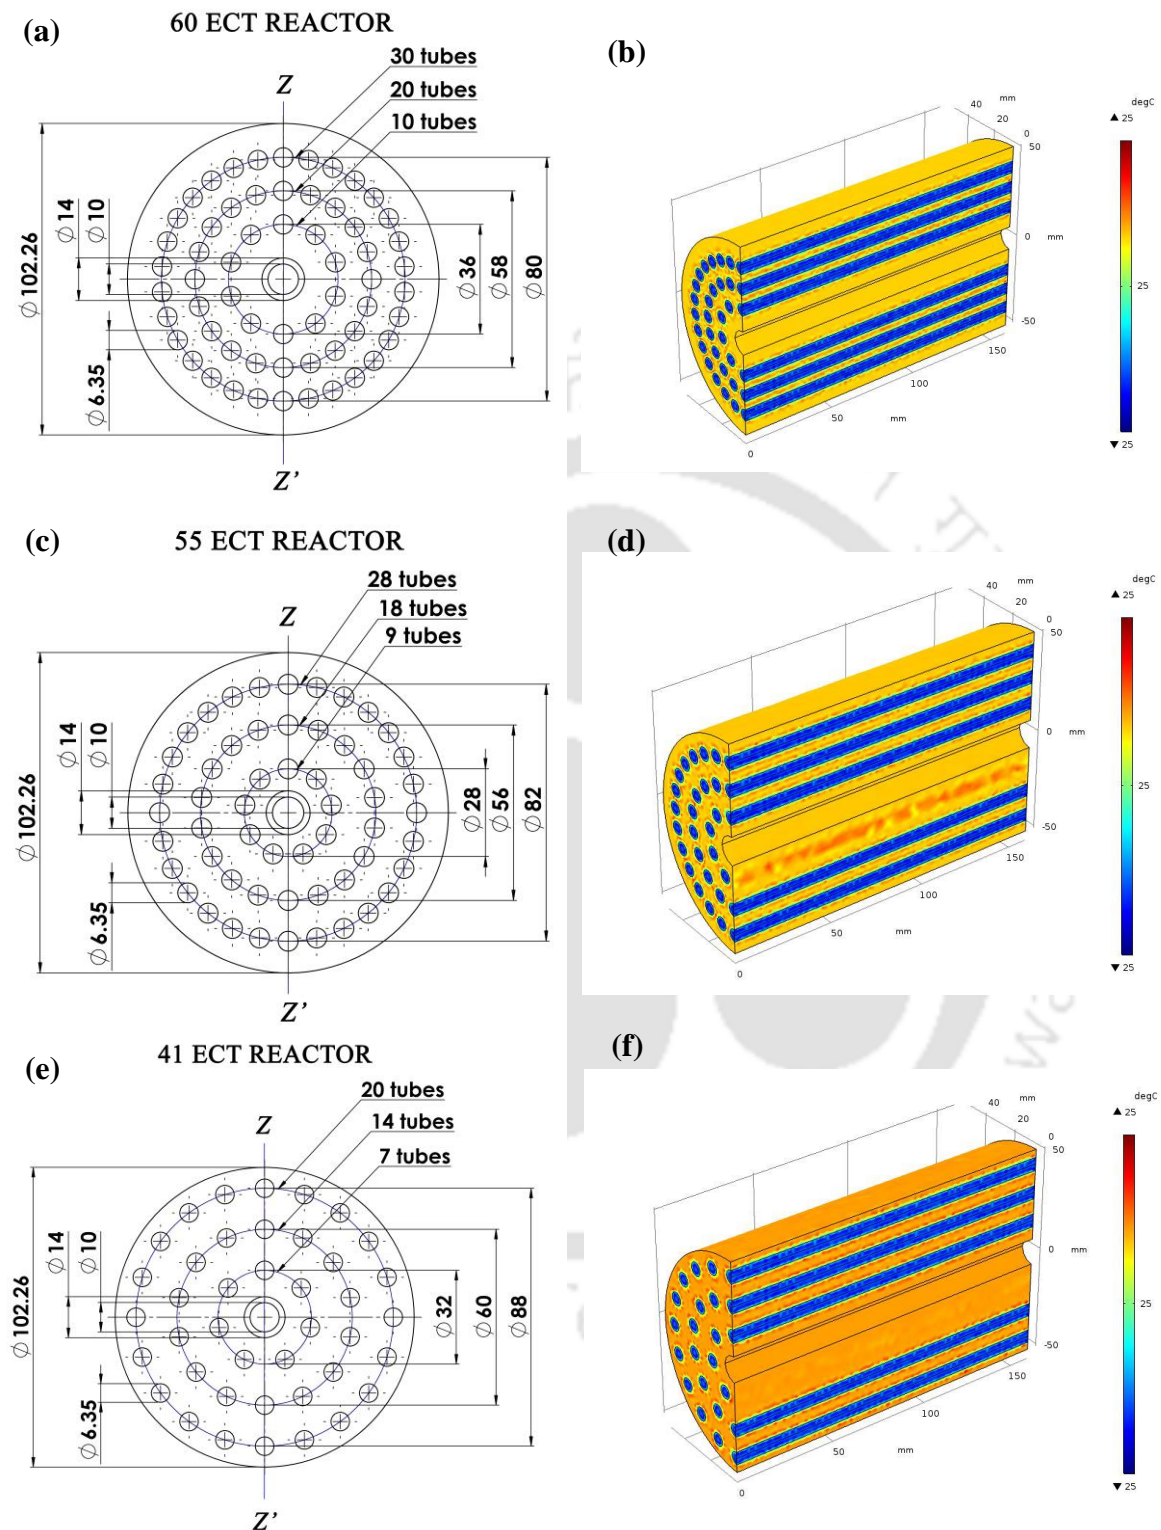 (a)
60 ECT REACTOR
30 tubes
20 tubes
10 tubes
Z
Ø 102.26
Ø 14
Ø 10
Ø 6.35
Ø 36
Ø 58
Ø 80
Z'
(b)
40 mm
20
0
50
0 mm
-50
150
100
50 mm
0
degC
▲ 25
25
▼ 25
(c)
55 ECT REACTOR
28 tubes
18 tubes
9 tubes
Z
Ø 102.26
Ø 14
Ø 10
Ø 6.35
Ø 28
Ø 56
Ø 82
Z'
(d)
40 mm
20
0
50
0 mm
-50
150
100 mm
50
0
degC
▲ 25
25
▼ 25
(e)
41 ECT REACTOR
20 tubes
14 tubes
7 tubes
Z
Ø 102.26
Ø 14
Ø 10
Ø 6.35
Ø 32
Ø 60
Ø 88
Z'
(f)
40 mm
20
0
50
0 mm
-50
150
100 mm
50
0
degC
▲ 25
25
▼ 25